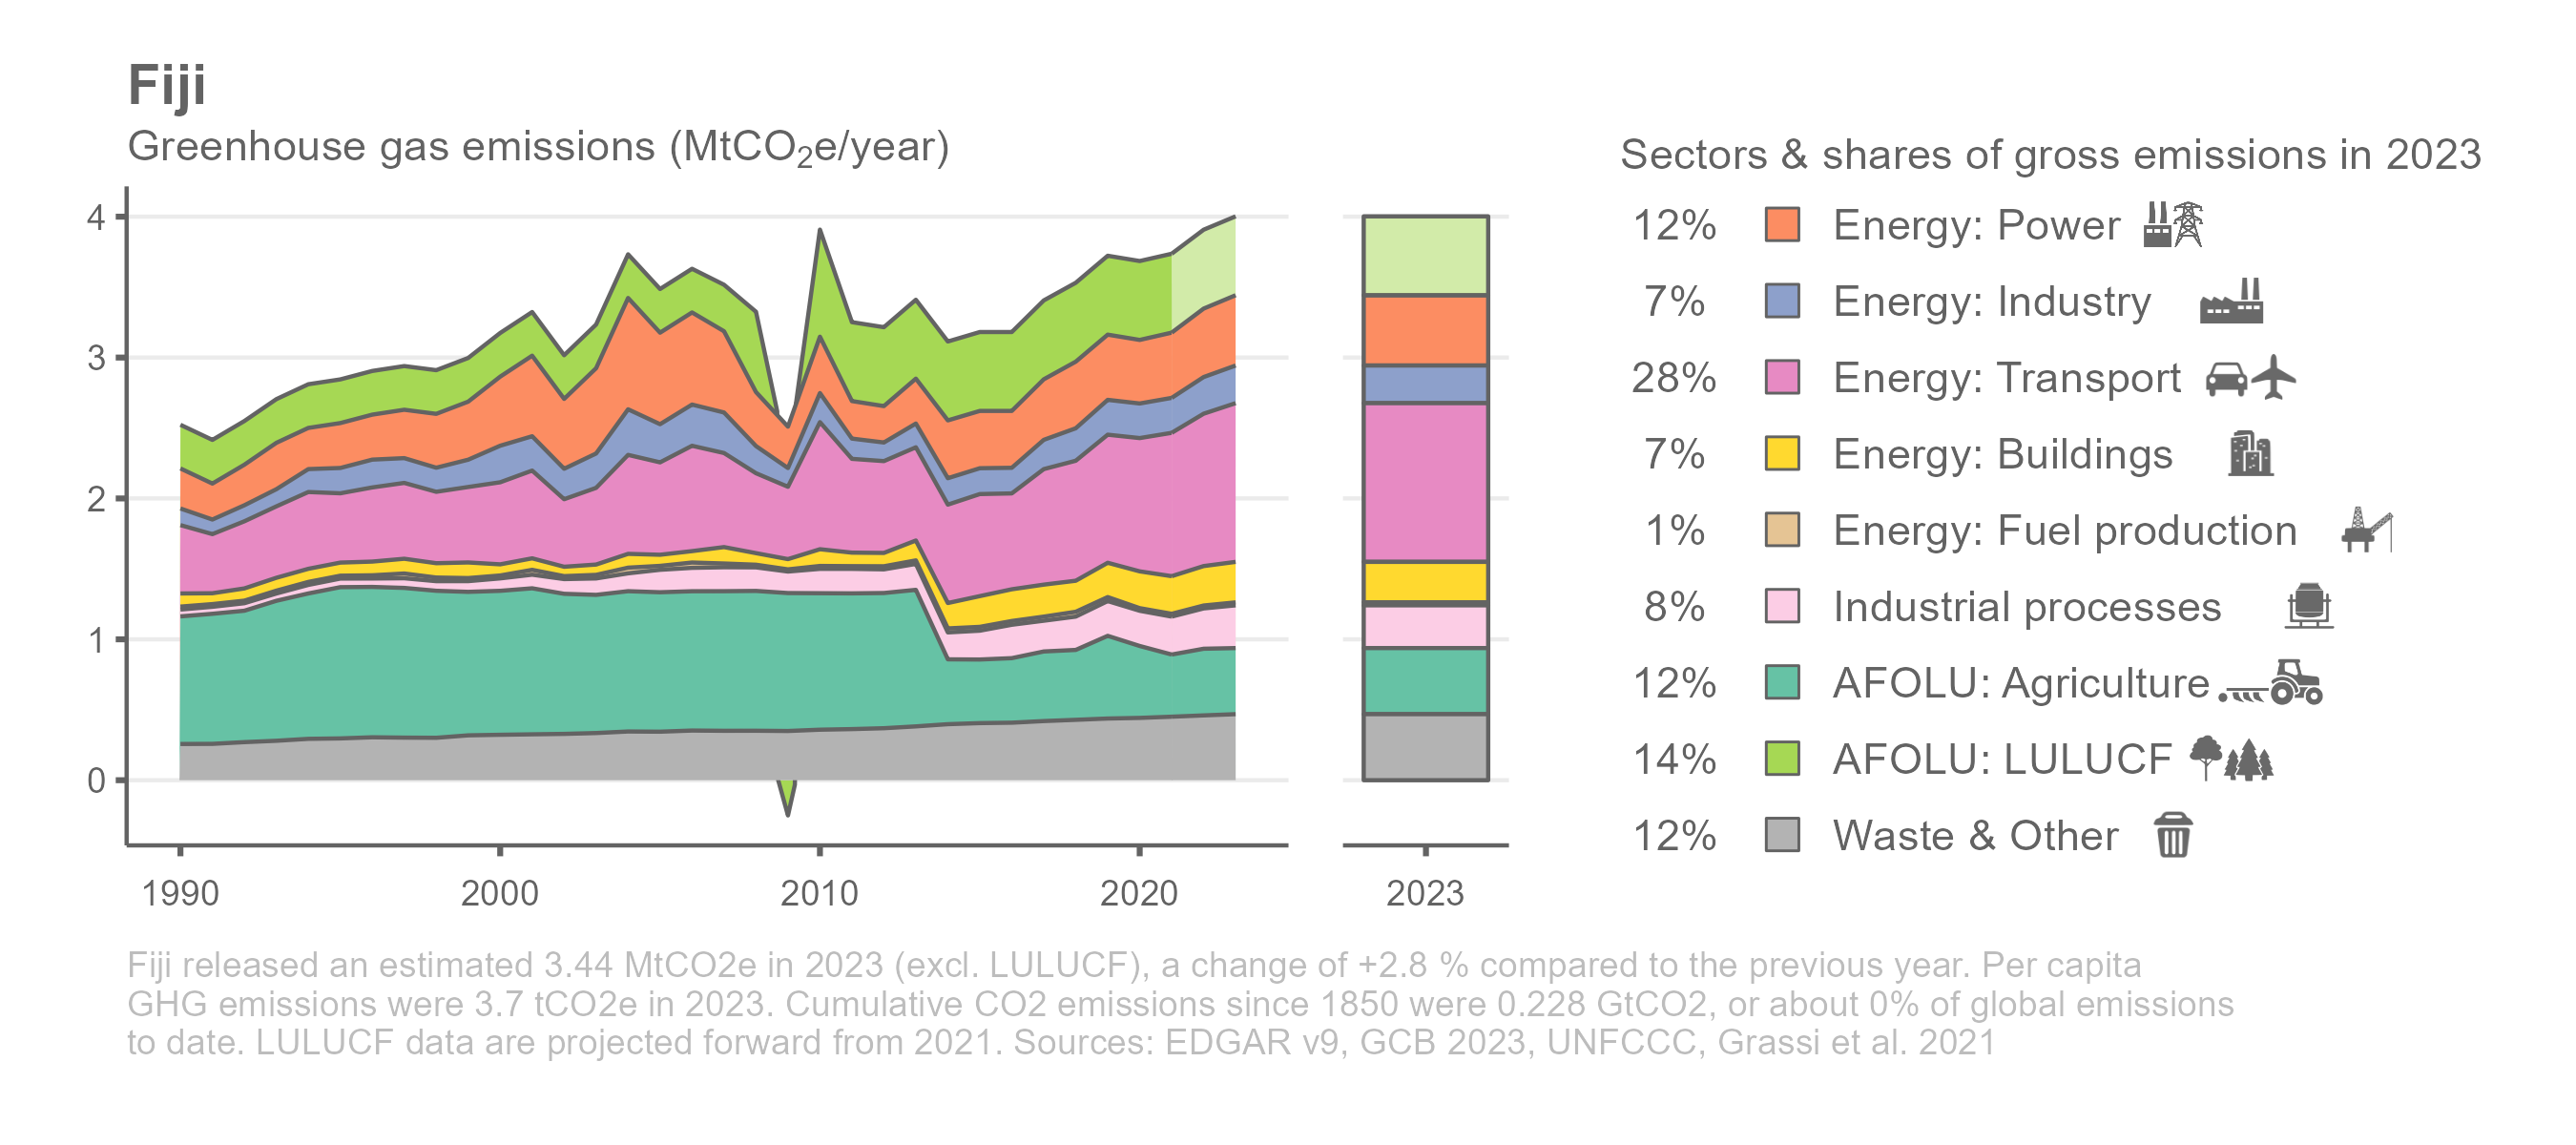 Fiji
Greenhouse gas emissions (MtCO₂e/year)
4
3
2
1
0
1990 2000 2010 2020
2023
Sectors & shares of gross emissions in 2023
12% Energy: Power
7% Energy: Industry
28% Energy: Transport
7% Energy: Buildings
1% Energy: Fuel production
8% Industrial processes
12% AFOLU: Agriculture
14% AFOLU: LULUCF
12% Waste & Other
Fiji released an estimated 3.44 MtCO2e in 2023 (excl. LULUCF), a change of +2.8 % compared to the previous year. Per capita
GHG emissions were 3.7 tCO2e in 2023. Cumulative CO2 emissions since 1850 were 0.228 GtCO2, or about 0% of global emissions
to date. LULUCF data are projected forward from 2021. Sources: EDGAR v9, GCB 2023, UNFCCC, Grassi et al. 2021